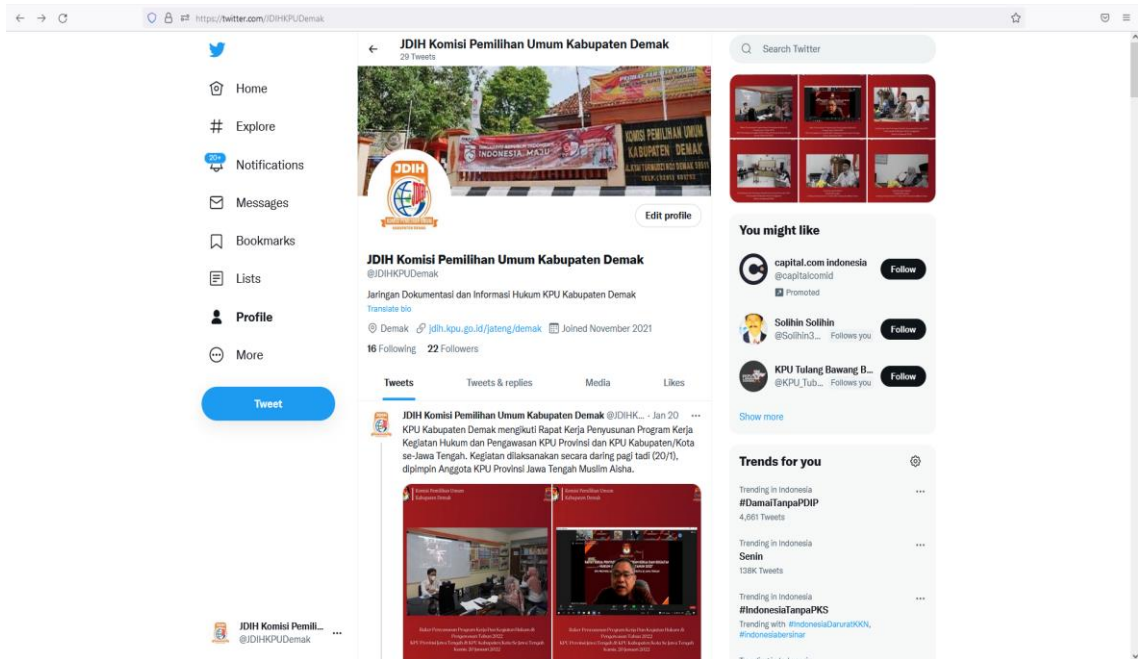 https://twitter.com/JDIHKPUDemak
Home
Explore
20+
Notifications
Messages
Bookmarks
Lists
Profile
More
Tweet
JDIH Komisi Pemili...
@JDIHKPUDemak
JDIH Komisi Pemilihan Umum Kabupaten Demak
29 Tweets
INDONESIA MAJU
KOMISI PEMILIHAN UMUM
KABUPATEN DEMAK
JDIH
Edit profile
JDIH Komisi Pemilihan Umum Kabupaten Demak
@JDIHKPUDemak
Jaringan Dokumentasi dan Informasi Hukum KPU Kabupaten Demak
Translate bio
Demak jdih.kpu.go.id/jateng/demak Joined November 2021
16 Following 22 Followers
Tweets Tweets & replies Media Likes
JDIH Komisi Pemilihan Umum Kabupaten Demak @JDIHK... · Jan 20
KPU Kabupaten Demak mengikuti Rapat Kerja Penyusunan Program Kerja
Kegiatan Hukum dan Pengawasan KPU Provinsi dan KPU Kabupaten/Kota
se-Jawa Tengah. Kegiatan dilaksanakan secara daring pagi tadi (20/1),
dipimpin Anggota KPU Provinsi Jawa Tengah Muslim Aisha.
Komisi Pemilihan Umum
Kabupaten Demak
Komisi Pemilihan Umum
Kabupaten Demak
Search Twitter
You might like
capital.com indonesia
@capitalcomid
Promoted
Follow
Solihin Solihin
@Solihin3... Follows you
Follow
KPU Tulang Bawang B...
@KPU_Tub... Follows you
Follow
Show more
Trends for you
Trending in Indonesia
#DamaiTanpaPDIP
4,661 Tweets
Trending in Indonesia
Senin
138K Tweets
Trending in Indonesia
#IndonesiaTanpaPKS
Trending with #IndonesiaDaruratKKN,
#indonesiabersinar